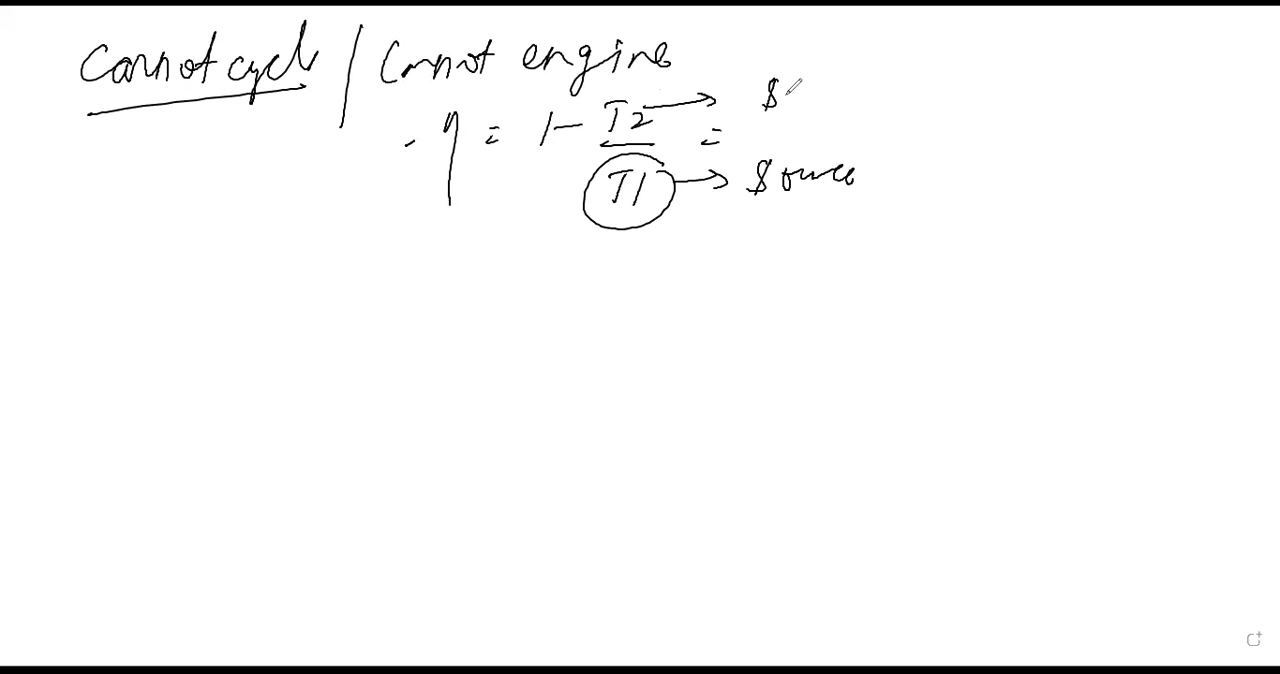 Carnot cycle / Carnot engine
η = 1 - T2 / T1 =
→ S
→ Source